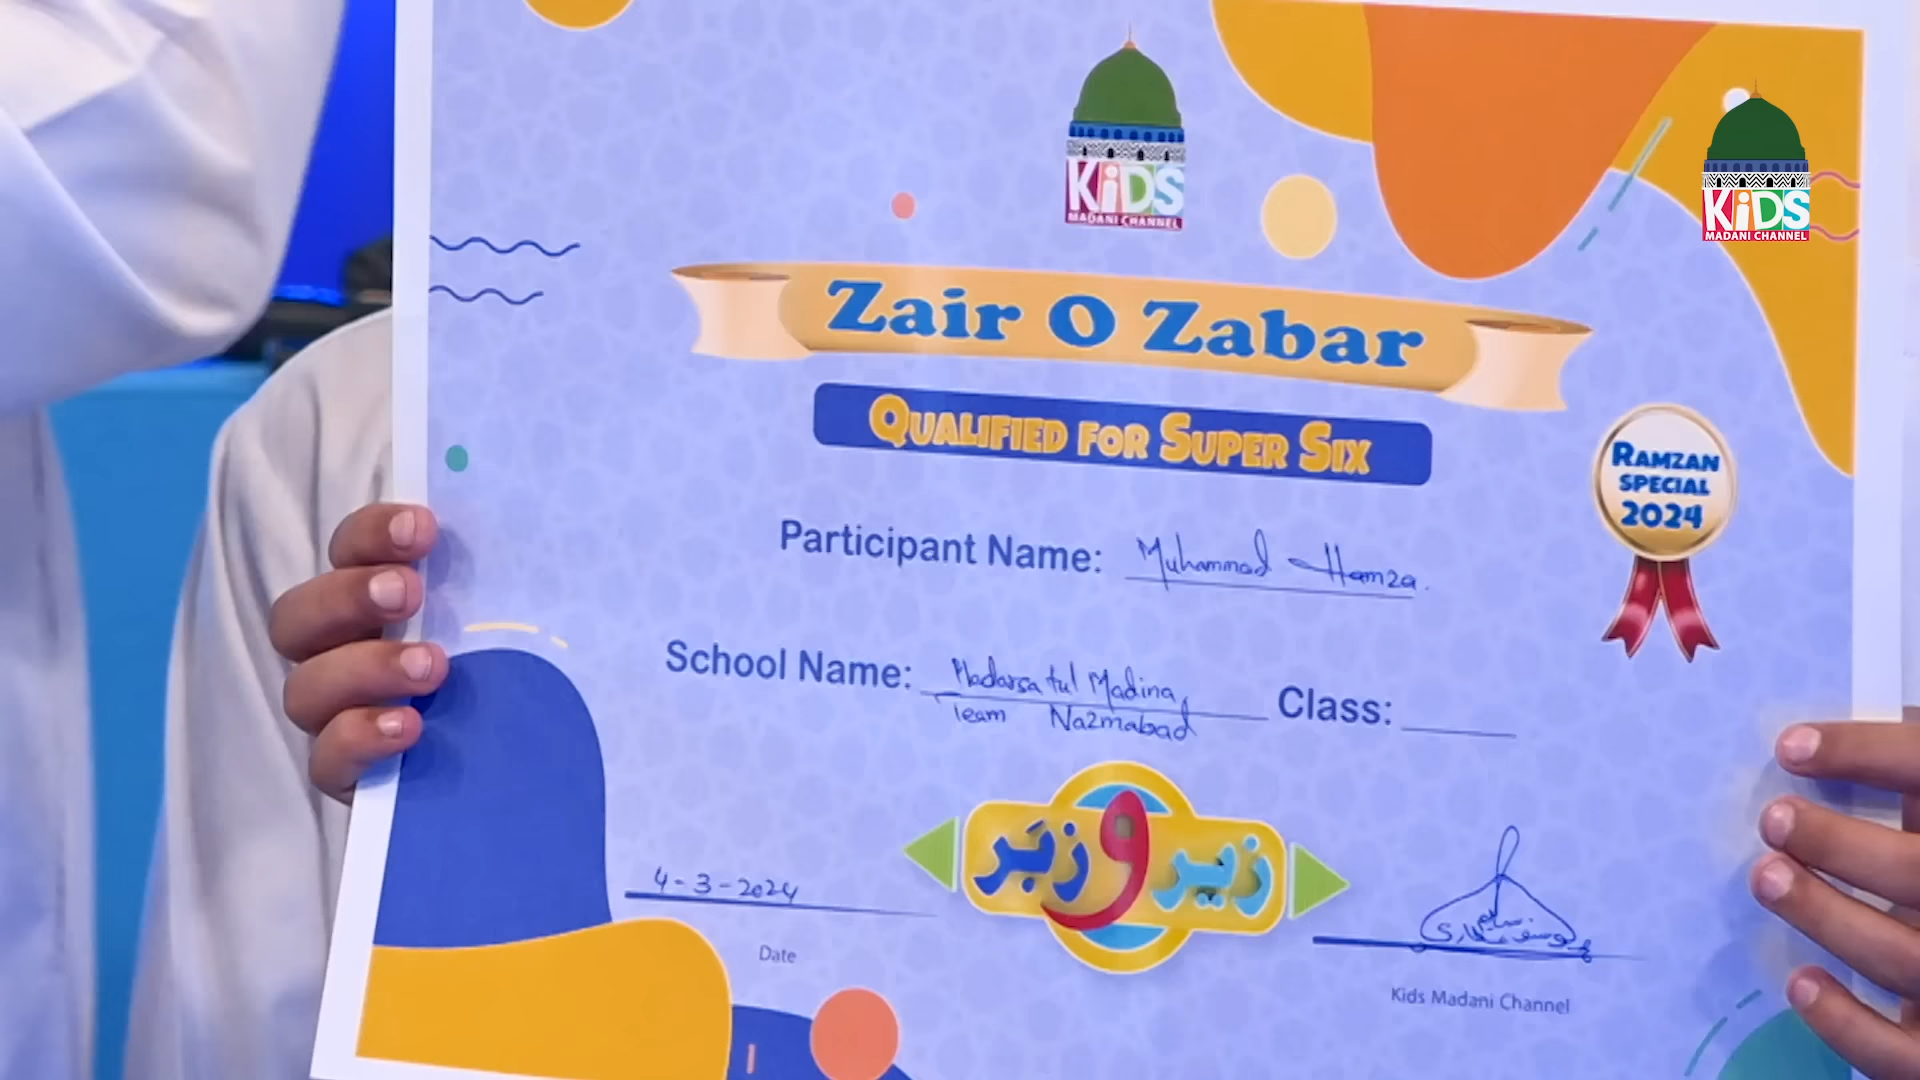 KiDS
MADANI CHANNEL
KiDS
MADANI CHANNEL
Zair O Zabar
QUALIFIED FOR SUPER SIX
RAMZAN
SPECIAL
2024
Participant Name: Muhammad Hamza.
School Name: Madarsa tul Madina, Class:
Team Nazmabad
زیر و زبَر
4-3-2024
Date
Kids Madani Channel